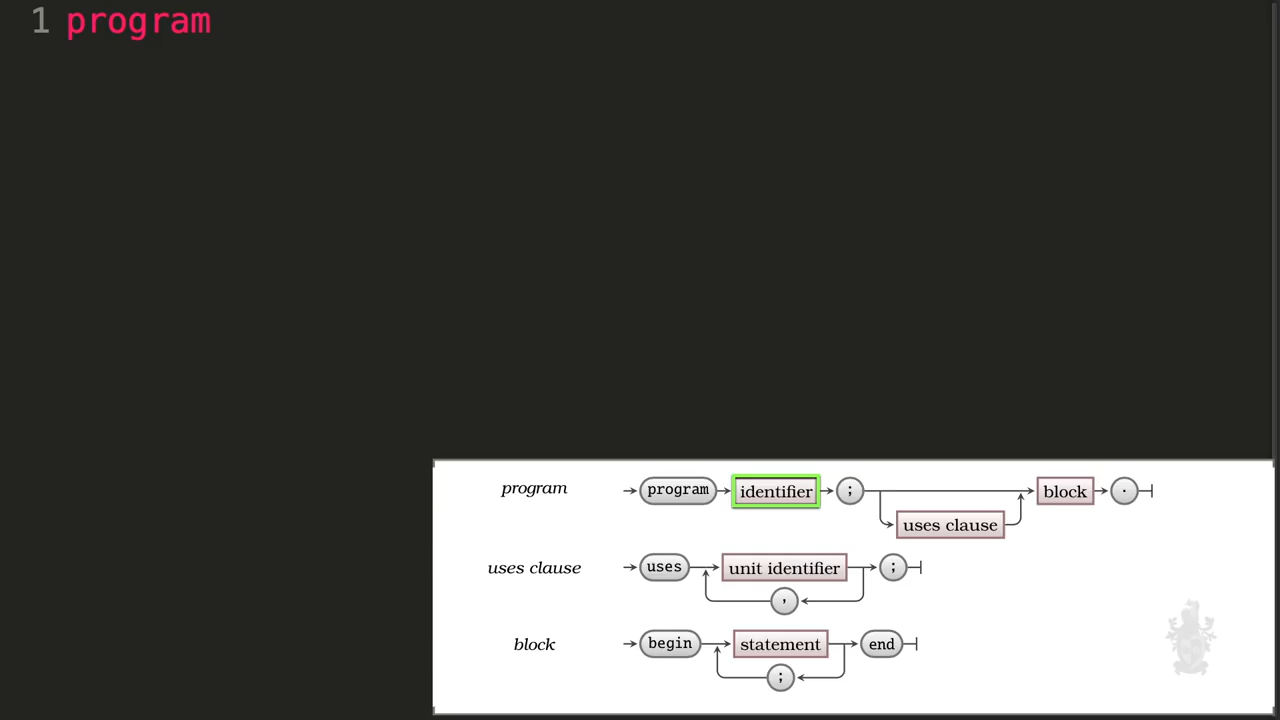 1 program
program program identifier ; block .
uses clause
uses clause uses unit identifier ;
,
block begin statement end
;